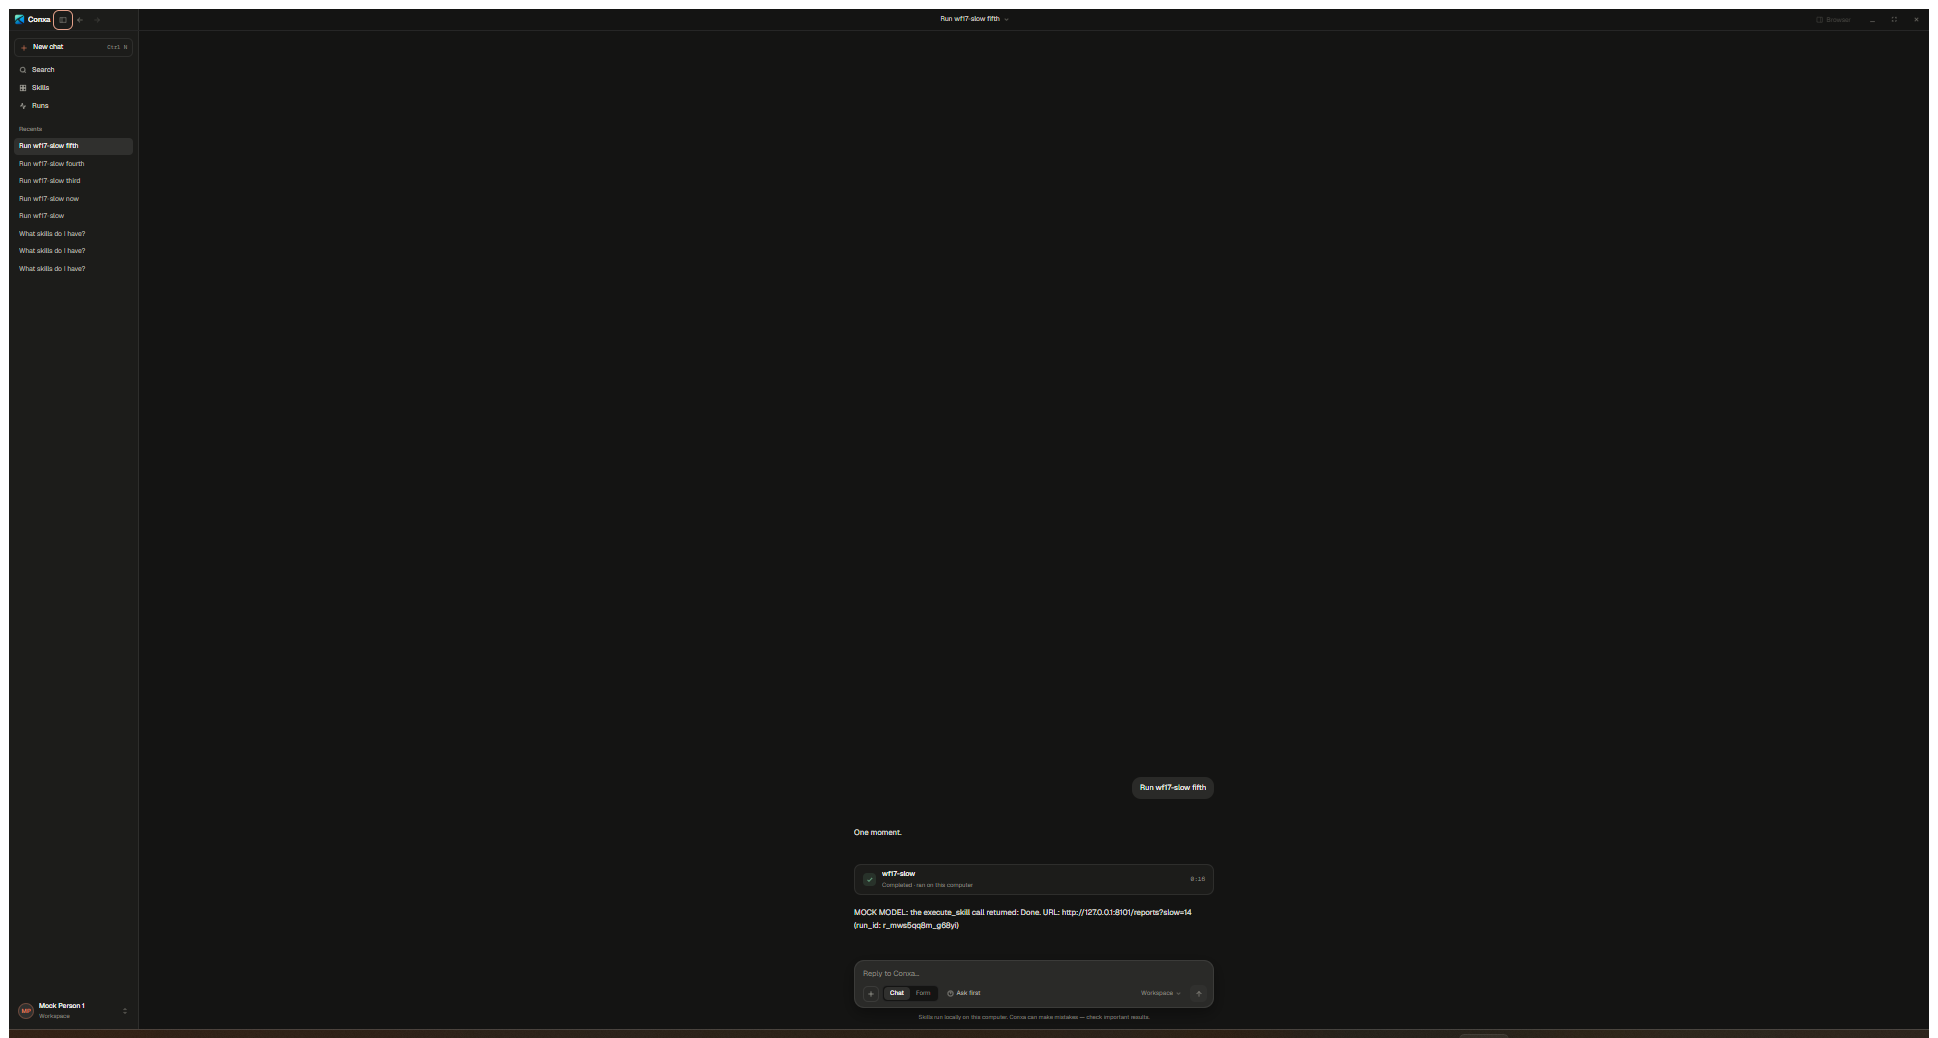 Conxa
Run wf17-slow fifth
Browser
New chat
Ctrl N
Search
Skills
Runs
Recents
Run wf17-slow fifth
Run wf17-slow fourth
Run wf17-slow third
Run wf17-slow now
Run wf17-slow
What skills do I have?
What skills do I have?
What skills do I have?
Run wf17-slow fifth
One moment.
wf17-slow
Completed · ran on this computer
0:16
MOCK MODEL: the execute_skill call returned: Done. URL: http://127.0.0.1:8101/reports?slow=14
(run_id: r_mws5qq8m_g68yi)
Reply to Conxa...
Chat
Form
Ask first
Workspace
Skills run locally on this computer. Conxa can make mistakes — check important results.
MP
Mock Person 1
Workspace